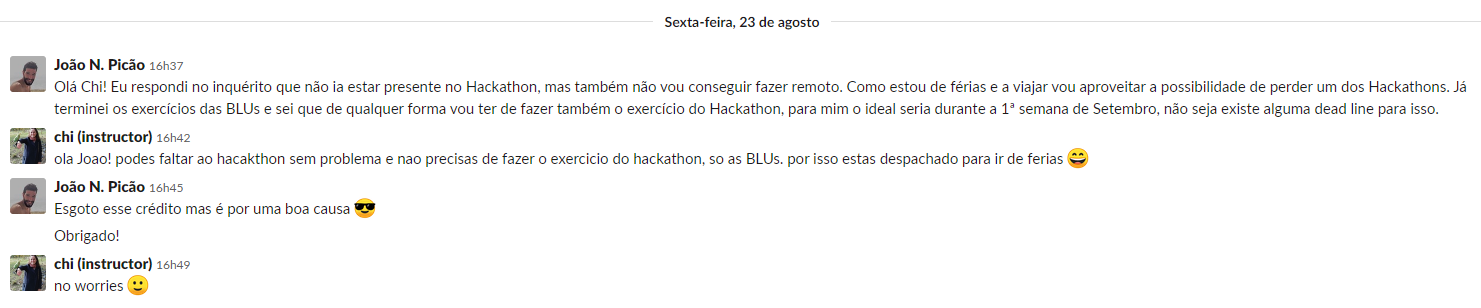 Sexta-feira, 23 de agosto
João N. Picão 16h37
Olá Chi! Eu respondi no inquérito que não ia estar presente no Hackathon, mas também não vou conseguir fazer remoto. Como estou de férias e a viajar vou aproveitar a possibilidade de perder um dos Hackathons. Já
terminei os exercícios das BLUs e sei que de qualquer forma vou ter de fazer também o exercício do Hackathon, para mim o ideal seria durante a 1ª semana de Setembro, não seja existe alguma dead line para isso.
chi (instructor) 16h42
ola Joao! podes faltar ao hacakthon sem problema e nao precisas de fazer o exercicio do hackathon, so as BLUs. por isso estas despachado para ir de ferias 😄
João N. Picão 16h45
Esgoto esse crédito mas é por uma boa causa 😎
Obrigado!
chi (instructor) 16h49
no worries 🙂